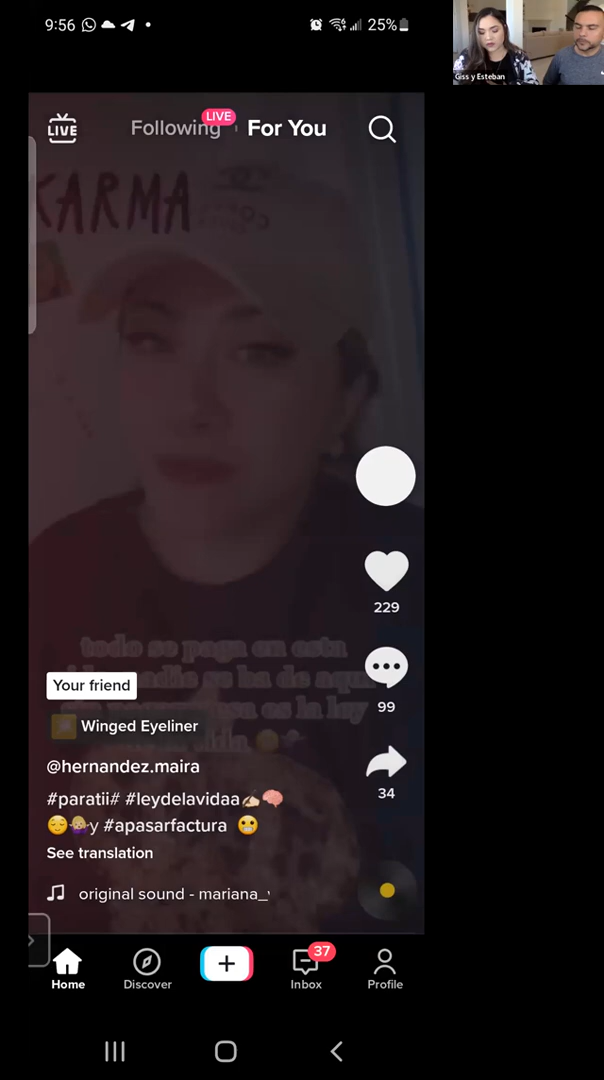 9:56
25%
Giss y Esteban
LIVE
LIVE
Following
For You
KARMA
todo se paga en esta
Your friend
Winged Eyeliner
@hernandez.maira
#paratii# #leydelavidaa✍🏻🧠
😌🤷🏼‍♀️y #apasarfactura 😬
See translation
original sound - mariana_
229
99
34
Home
Discover
37
Inbox
Profile